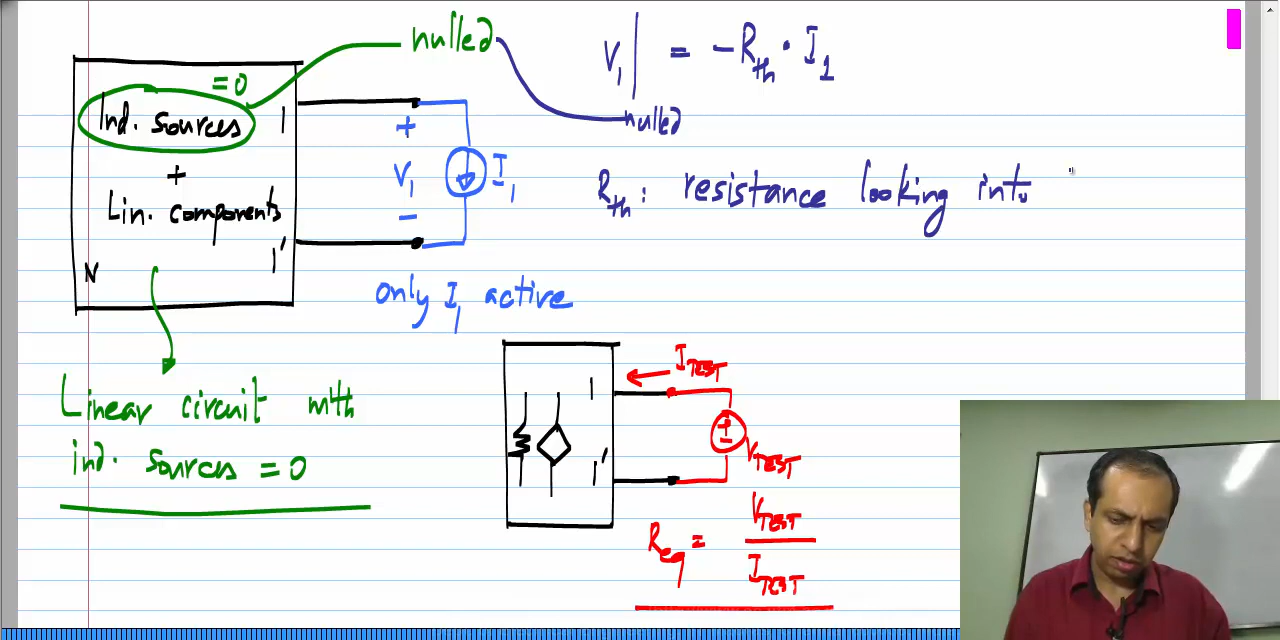 nulled
V1| = -Rth · I1
nulled
= 0
Ind. sources
1
+
Lin. components
1'
N
+
V1
-
I1
only I1 active
Rth : resistance looking into
Linear circuit with
ind. sources = 0
ITEST
1
1'
+
-
VTEST
Req = VTEST / ITEST